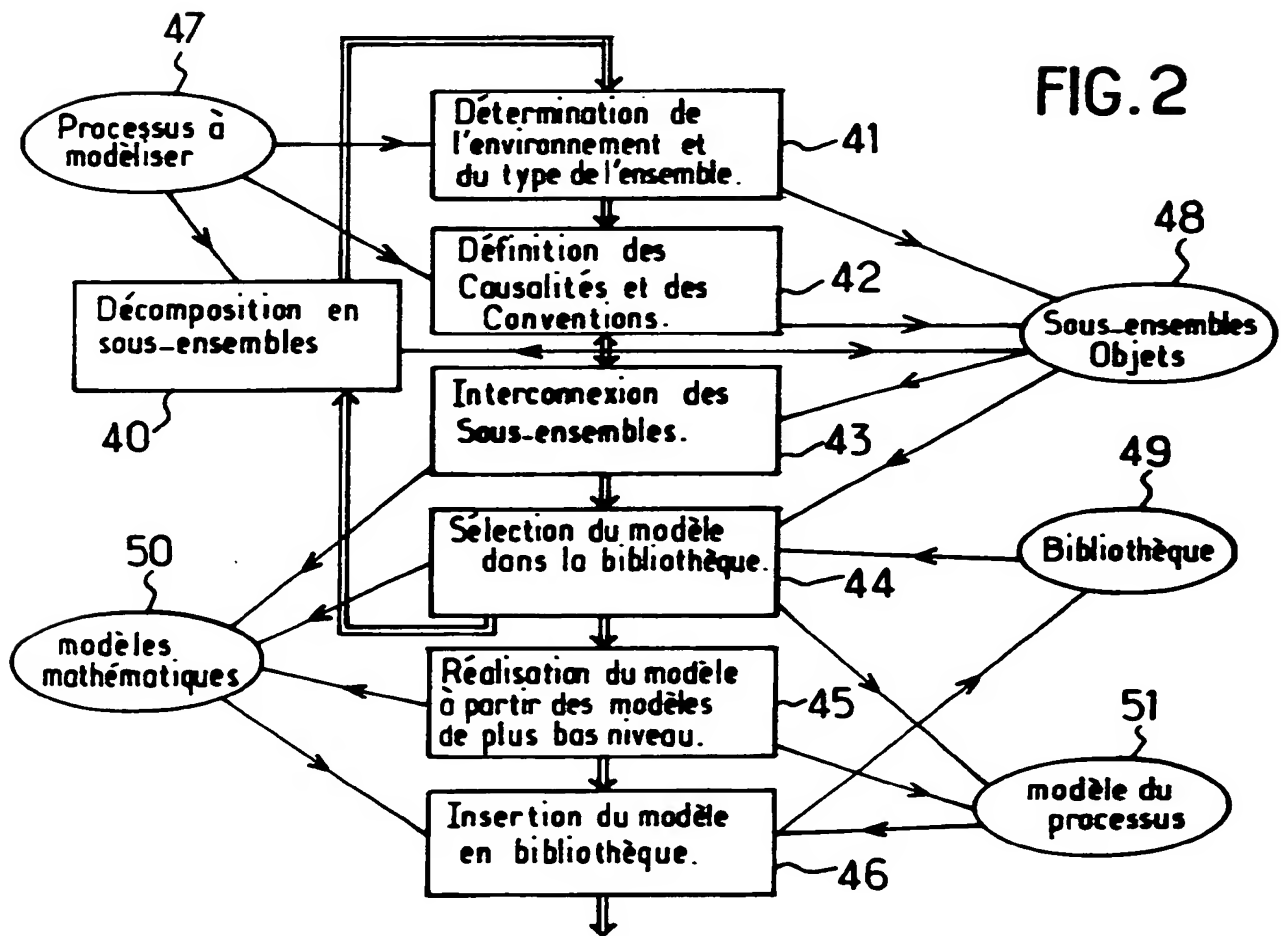 FIG. 2
47
Processus à
modèliser
Détermination de
l'environnement et
du type de l'ensemble.
41
Définition des
Causalités et des
Conventions.
42
48
Sous-ensembles
Objets
Décomposition en
sous-ensembles
40
Interconnexion des
Sous-ensembles.
43
49
Bibliothèque
Sélection du modèle
dans la bibliothèque.
44
50
modèles
mathématiques
Réalisation du modèle
à partir des modèles
de plus bas niveau.
45
51
modèle du
processus
Insertion du modèle
en bibliothèque.
46